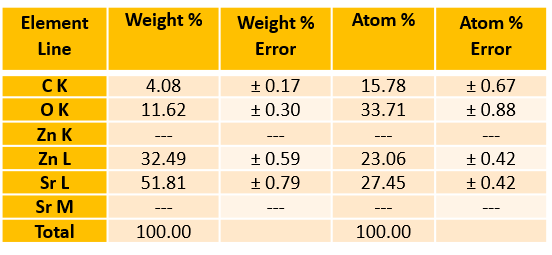 Element Line Weight % Weight % Error Atom % Atom % Error
C K 4.08 ± 0.17 15.78 ± 0.67
O K 11.62 ± 0.30 33.71 ± 0.88
Zn K --- --- --- ---
Zn L 32.49 ± 0.59 23.06 ± 0.42
Sr L 51.81 ± 0.79 27.45 ± 0.42
Sr M --- --- --- ---
Total 100.00 100.00